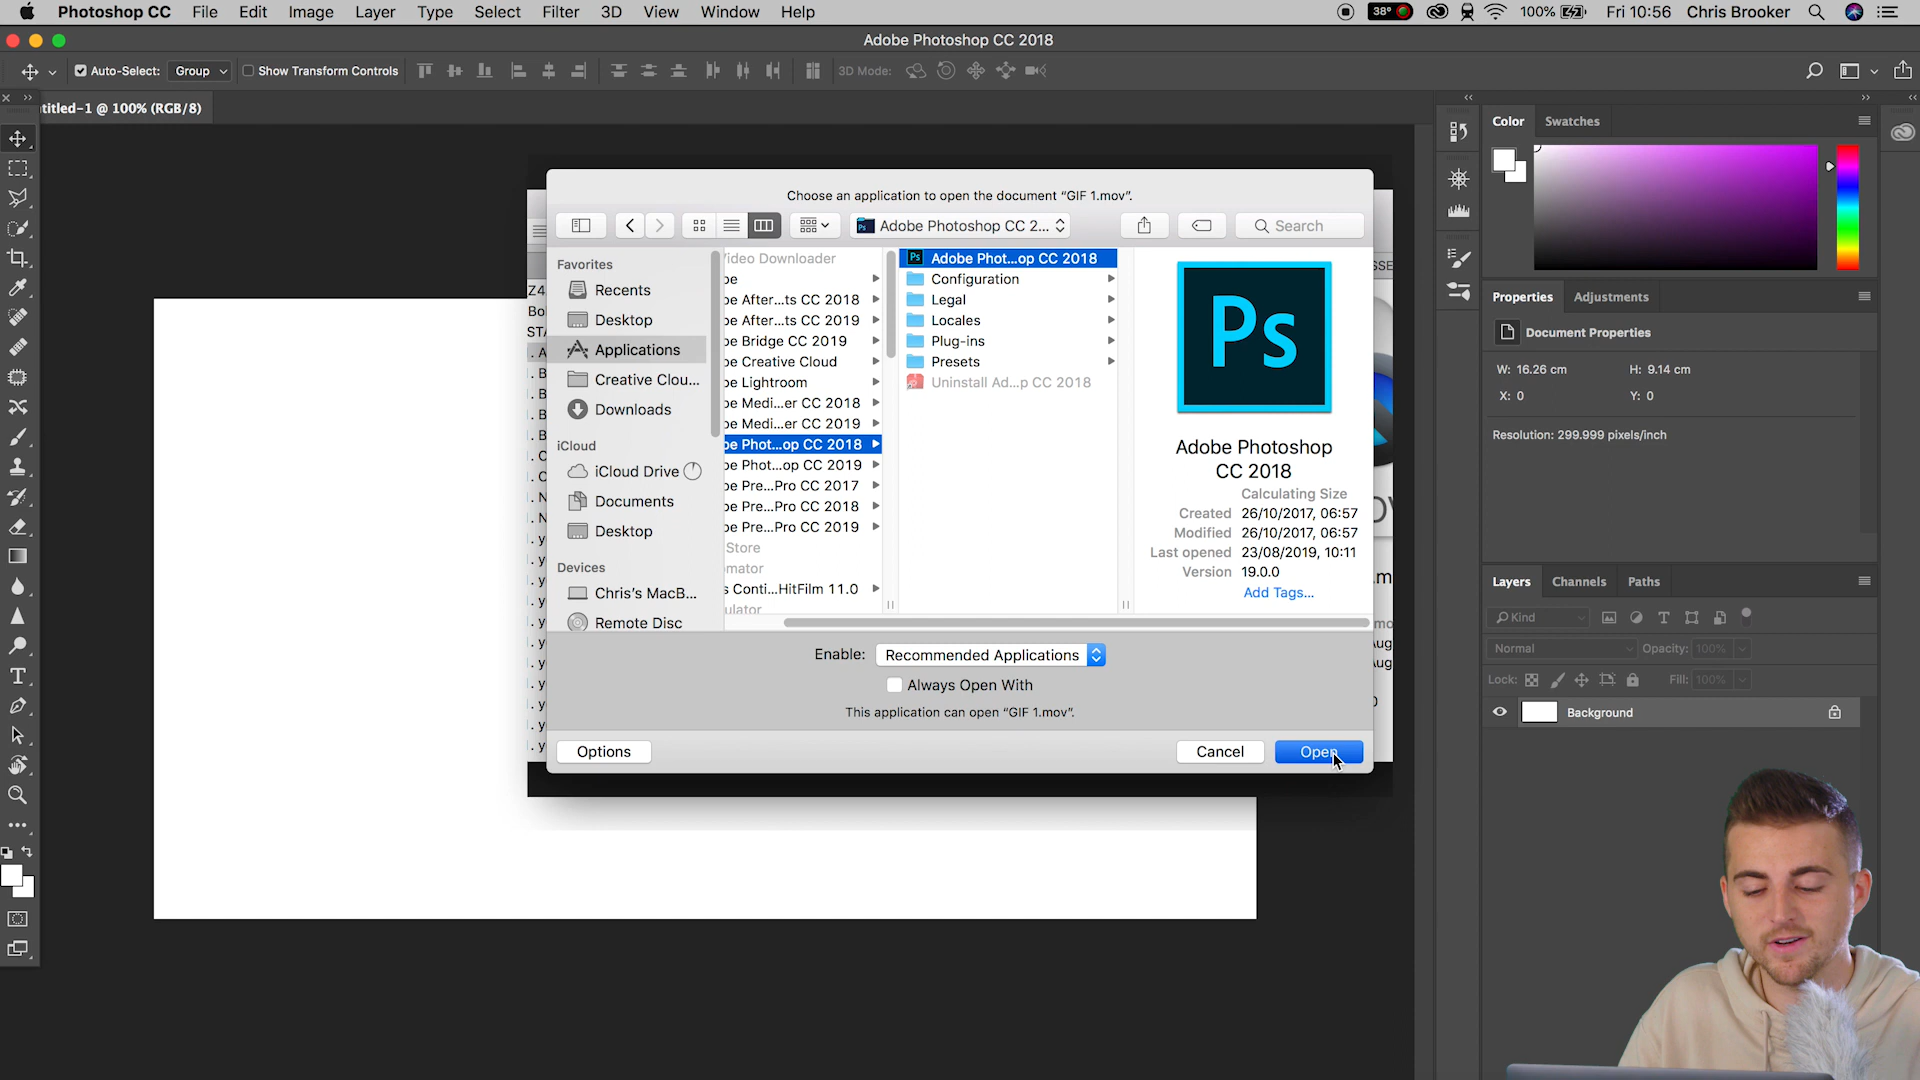 Photoshop CC File Edit Image Layer Type Select Filter 3D View Window Help 38° 100% Fri 10:56 Chris Brooker
Adobe Photoshop CC 2018
Auto-Select: Group Show Transform Controls 3D Mode:
titled-1 @ 100% (RGB/8)
Choose an application to open the document “GIF 1.mov”.
Adobe Photoshop CC 2... Search
Favorites
Recents
Desktop
Applications
Creative Clou...
Downloads
iCloud
iCloud Drive
Documents
Desktop
Devices
Chris's MacB...
Remote Disc
ideo Downloader
be
be After...ts CC 2018
be After...ts CC 2019
be Bridge CC 2019
be Creative Cloud
be Lightroom
be Medi...er CC 2018
be Medi...er CC 2019
be Phot...op CC 2018
be Phot...op CC 2019
be Pre...Pro CC 2017
be Pre...Pro CC 2018
be Pre...Pro CC 2019
Store
mator
s Conti...HitFilm 11.0
ulator
Ps Adobe Phot...op CC 2018
Configuration
Legal
Locales
Plug-ins
Presets
Uninstall Ad...p CC 2018
Ps
Adobe Photoshop
CC 2018
Calculating Size
Created 26/10/2017, 06:57
Modified 26/10/2017, 06:57
Last opened 23/08/2019, 10:11
Version 19.0.0
Add Tags...
Enable: Recommended Applications
Always Open With
This application can open “GIF 1.mov”.
Options Cancel Open
Color Swatches
Properties Adjustments
Document Properties
W: 16.26 cm H: 9.14 cm
X: 0 Y: 0
Resolution: 299.999 pixels/inch
Layers Channels Paths
Kind
Normal Opacity: 100%
Lock: Fill: 100%
Background